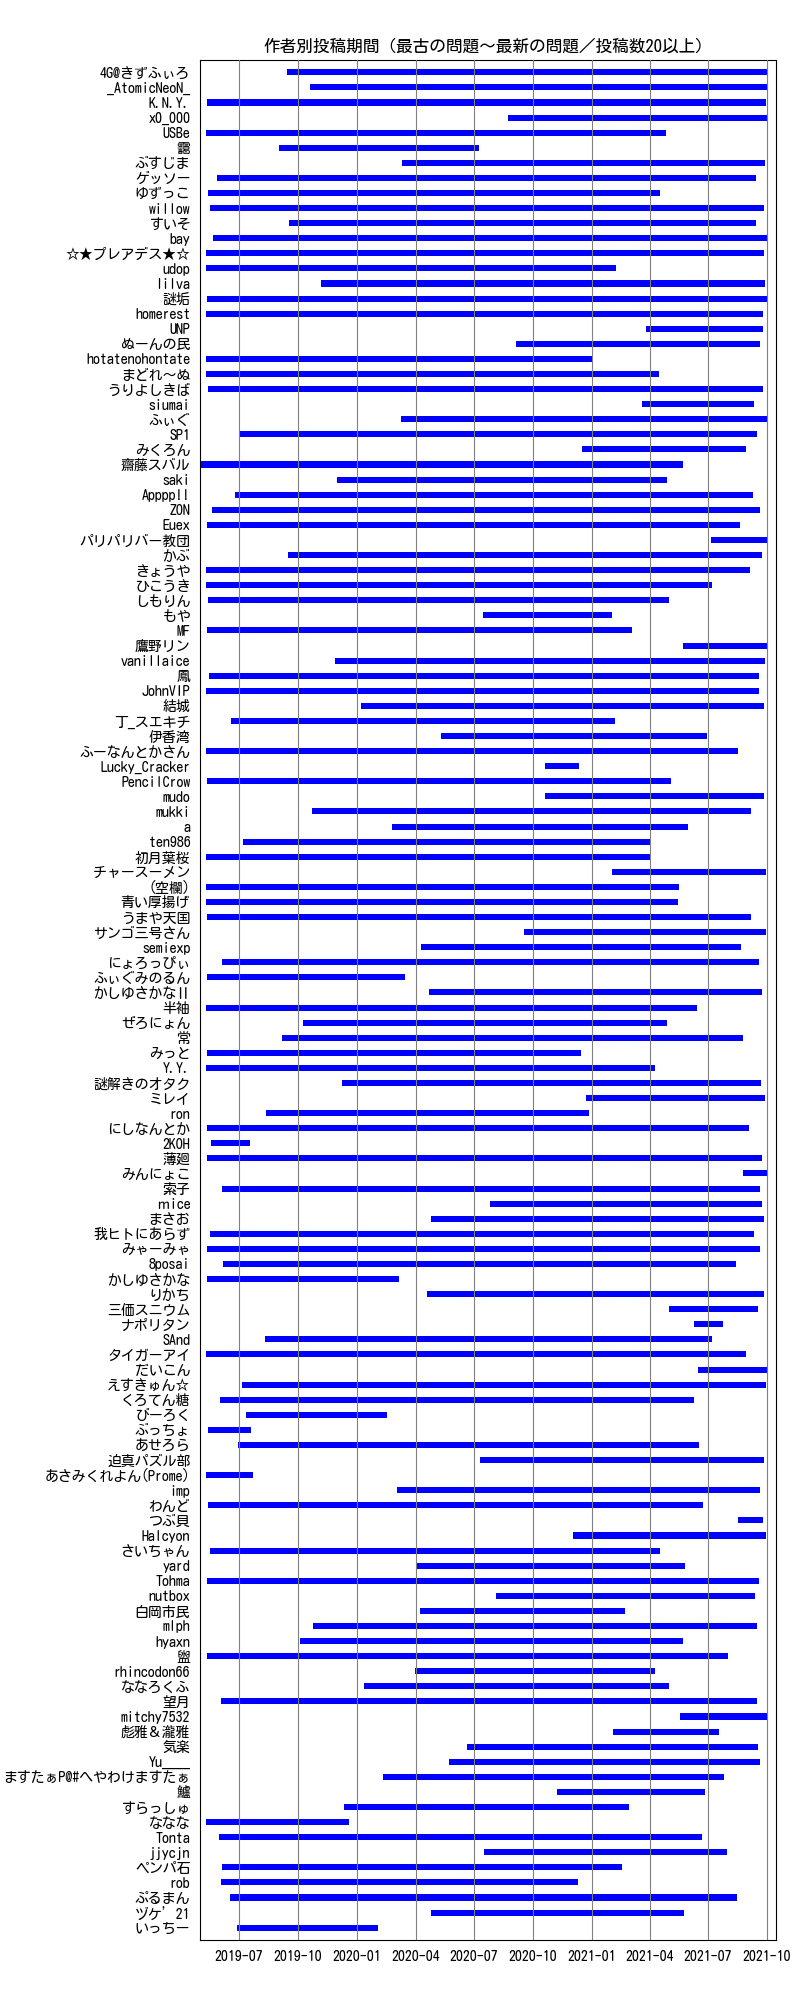 作者別投稿期間（最古の問題～最新の問題／投稿数20以上）
4G@きずふぃろ
_AtomicNeoN_
K.N.Y.
x0_000
USBe
靄
ぶすじま
ゲッソー
ゆずっこ
willow
すいそ
bay
☆★プレアデス★☆
udop
lilva
謎垢
homerest
UNP
ぬーんの民
hotatenohontate
まどれ～ぬ
うりよしきば
siumai
ふぃぐ
SP1
みくろん
齋藤スバル
saki
Appppll
ZON
Euex
パリパリバー教団
かぶ
きょうや
ひこうき
しもりん
もや
MF
鷹野リン
vanillaice
鳳
JohnVIP
結城
丁_スエキチ
伊香湾
ふーなんとかさん
Lucky_Cracker
PencilCrow
mudo
mukki
a
ten986
初月葉桜
チャースーメン
(空欄)
青い厚揚げ
うまや天国
サンゴ三号さん
semiexp
にょろっぴぃ
ふぃぐみのるん
かしゆさかなII
半袖
ぜろにょん
常
みっと
Y.Y.
謎解きのオタク
ミレイ
ron
にしなんとか
2KOH
薄廻
みんにょこ
索子
mice
まさお
我ヒトにあらず
みゃーみゃ
8posai
かしゆさかな
りかち
三価スニウム
ナポリタン
SAnd
タイガーアイ
だいこん
えすきゅん☆
くろてん糖
びーろく
ぶっちょ
あせろら
迫真パズル部
あさみくれよん(Prome)
imp
わんど
つぶ貝
Halcyon
さいちゃん
yard
Tohma
nutbox
白岡市民
mlph
hyaxn
盥
rhincodon66
ななろくふ
望月
mitchy7532
彪雅＆瀧雅
気楽
Yu____
ますたぁP@#へやわけますたぁ
鱸
すらっしゅ
ななな
Tonta
jjycjn
ペンパ石
rob
ぷるまん
ヅケ’21
いっちー
2019-07 2019-10 2020-01 2020-04 2020-07 2020-10 2021-01 2021-04 2021-07 2021-10